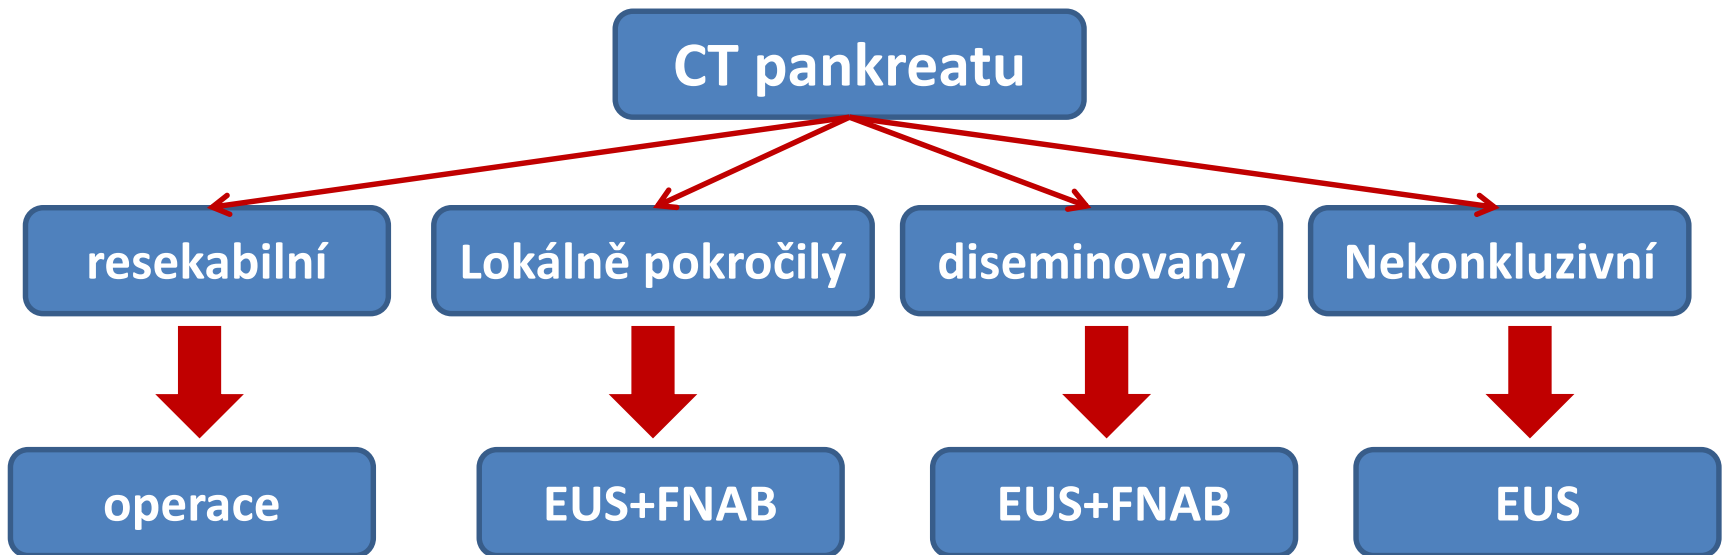 CT pankreatu
resekabilní
Lokálně pokročilý
diseminovaný
Nekonkluzivní
operace
EUS+FNAB
EUS+FNAB
EUS